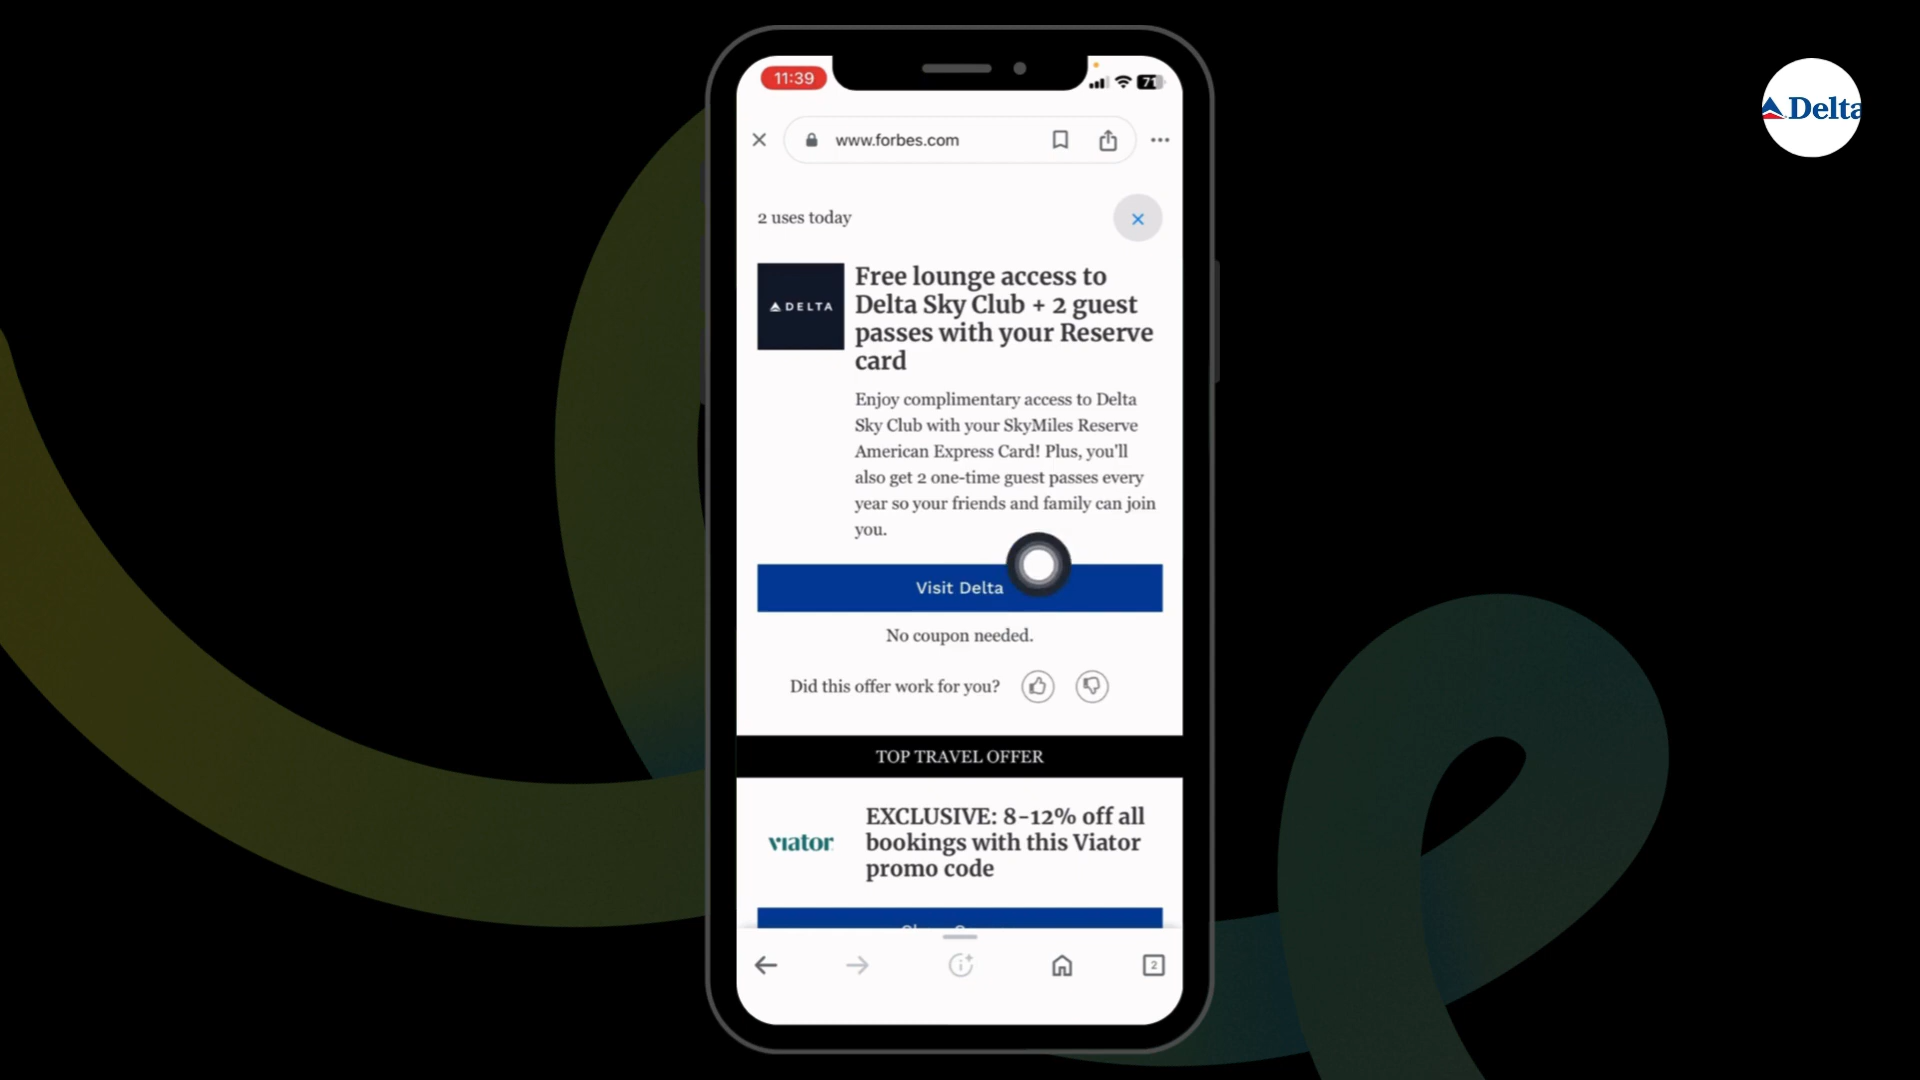 11:39
71
www.forbes.com
2 uses today
DELTA
Free lounge access to
Delta Sky Club + 2 guest
passes with your Reserve
card
Enjoy complimentary access to Delta
Sky Club with your SkyMiles Reserve
American Express Card! Plus, you'll
also get 2 one-time guest passes every
year so your friends and family can join
you.
Visit Delta
No coupon needed.
Did this offer work for you?
TOP TRAVEL OFFER
viator
EXCLUSIVE: 8-12% off all
bookings with this Viator
promo code
2
Delta